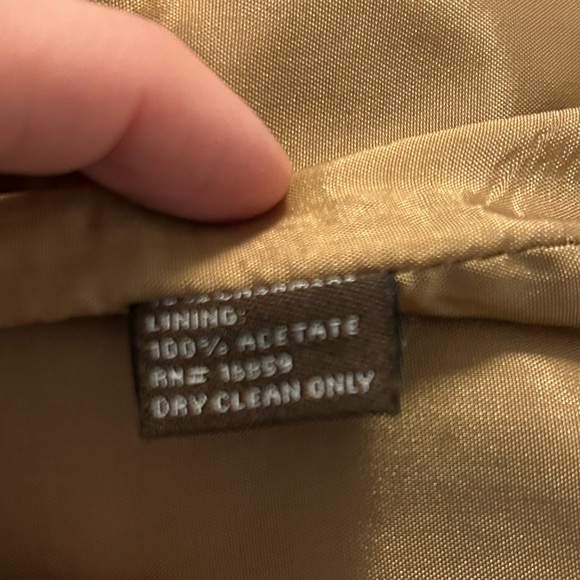 LINING:
100% ACETATE
RN#
DRY CLEAN ONLY